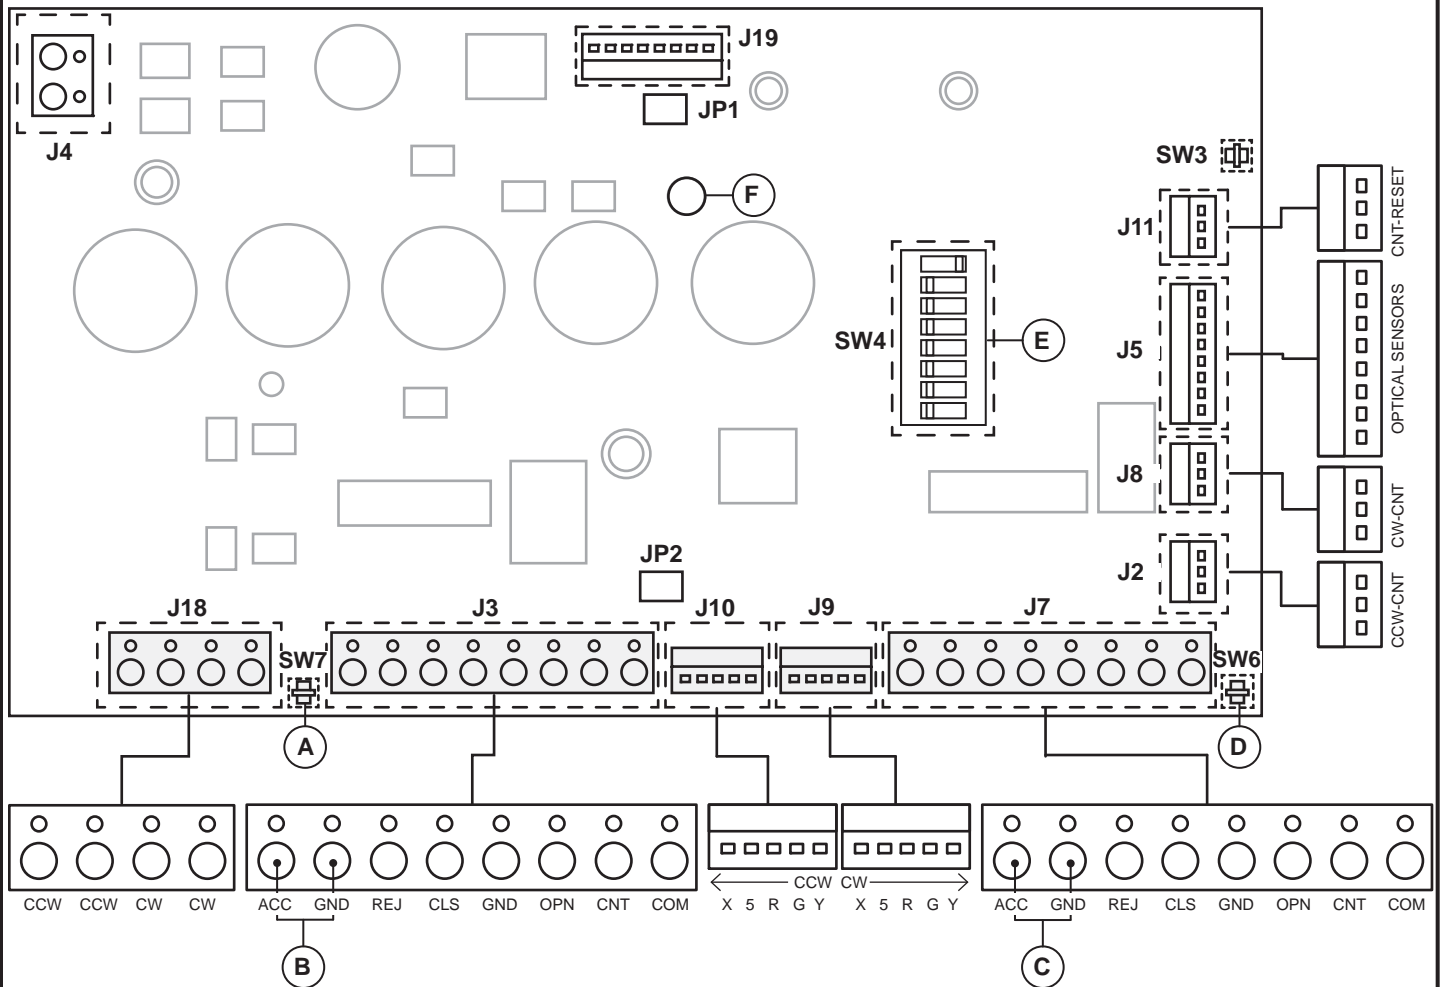 J19
JP1
J4
SW3
CNT-RESET
F
J11
SW4
E
J5
OPTICAL SENSORS
J8
CW-CNT
JP2
J2
CCW-CNT
J18
J3
J10
J9
J7
SW7
SW6
A
D
CCW CCW CW CW
ACC GND REJ CLS GND OPN CNT COM
CCW CW
X 5 R G Y
X 5 R G Y
ACC GND REJ CLS GND OPN CNT COM
B
C